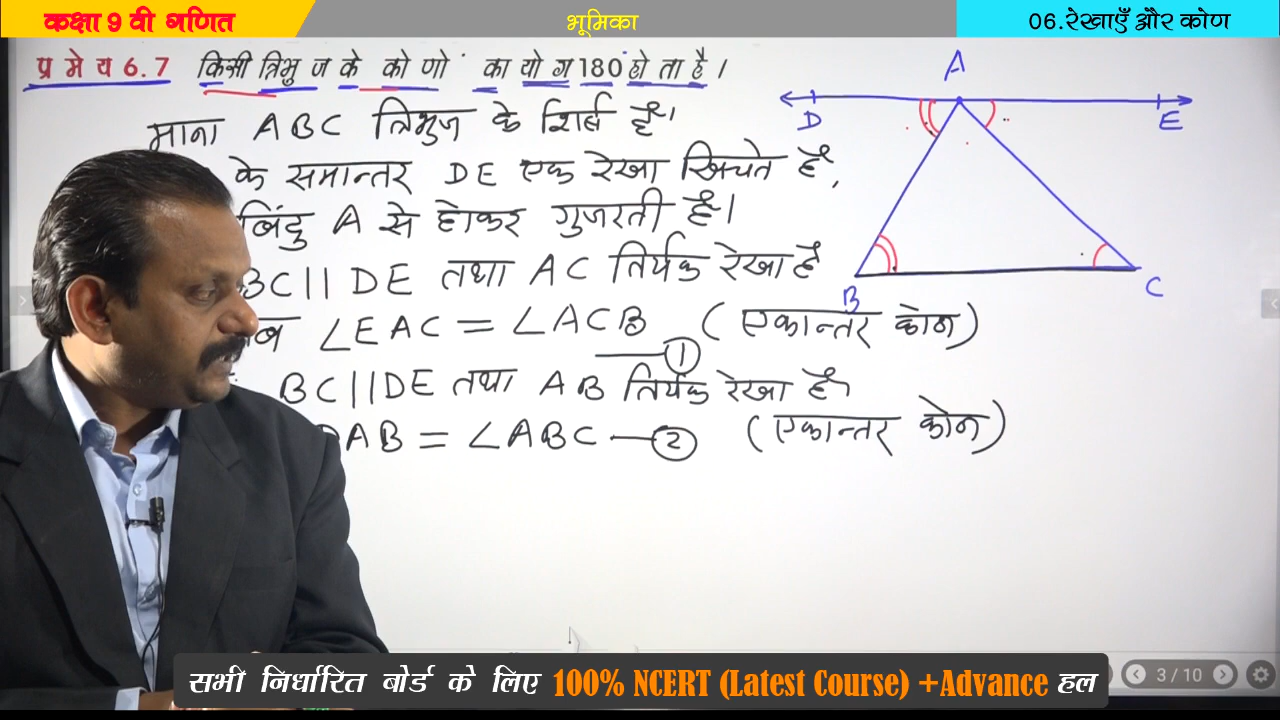 कक्षा 9 वी गणित
भूमिका
06.रेखाएँ और कोण
प्रमेय 6.7 किसी त्रिभुज के कोणों का योग 180° होता है।
माना ABC त्रिभुज के शिर्ष है।
के समान्तर DE एक रेखा खिचते है,
बिंदु A से होकर गुजरती है।
BC || DE तथा AC तिर्यक रेखा है
∠EAC = ∠ACB (एकान्तर कोण)
①
BC || DE तथा AB तिर्यक रेखा है
DAB = ∠ABC — ② (एकान्तर कोण)
A
D
E
B
C
सभी निर्धारित बोर्ड के लिए 100% NCERT (Latest Course) +Advance हल
3 / 10